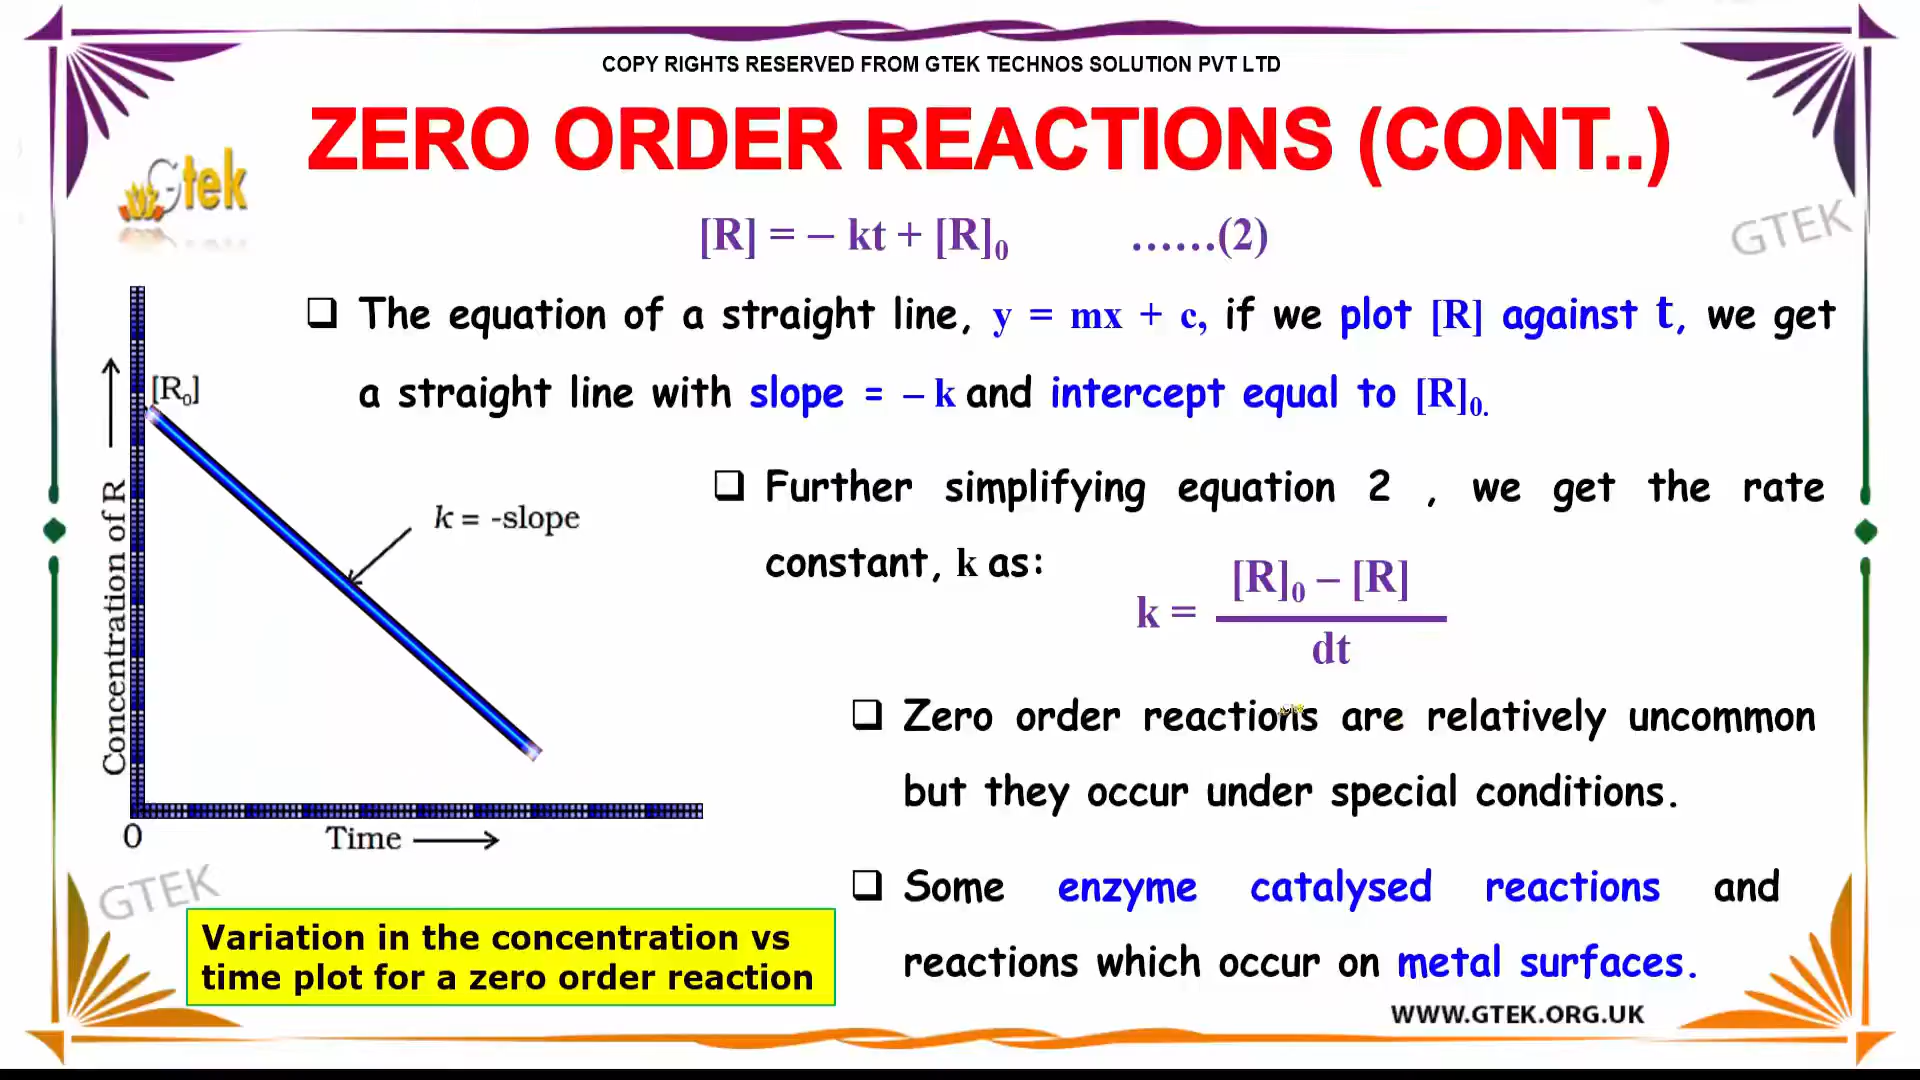 COPY RIGHTS RESERVED FROM GTEK TECHNOS SOLUTION PVT LTD
ZERO ORDER REACTIONS (CONT..)
Gtek
GTEK
[R] = – kt + [R]₀ ......(2)
❑ The equation of a straight line, y = mx + c, if we plot [R] against t, we get
a straight line with slope = – k and intercept equal to [R]₀.
[R₀]
Concentration of R
k = -slope
0
Time
❑ Further simplifying equation 2 , we get the rate
constant, k as:
[R]₀ – [R]
k =
dt
❑ Zero order reactions are relatively uncommon
but they occur under special conditions.
❑ Some enzyme catalysed reactions and
reactions which occur on metal surfaces.
GTEK
Variation in the concentration vs
time plot for a zero order reaction
WWW.GTEK.ORG.UK